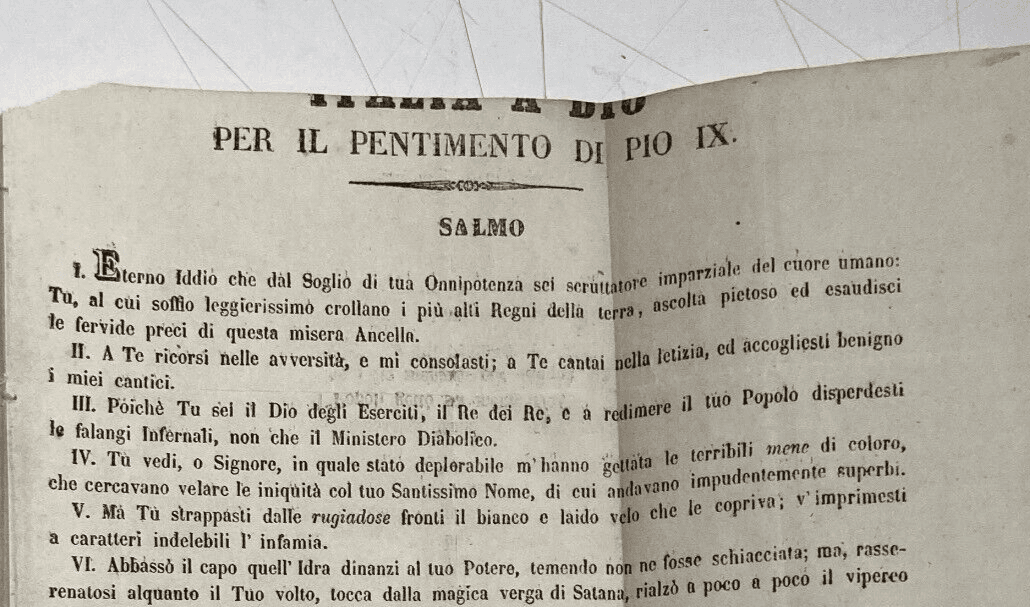 ITALIA A DIO
PER IL PENTIMENTO DI PIO IX.
SALMO
I. Eterno Iddio che dal Soglio di tua Onnipotenza sei scruttatore imparziale del cuore umano:
Tu, al cui soffio leggierissimo crollano i più alti Regni della terra, ascolta pietoso ed esaudisci
le fervide preci di questa misera Ancella.
II. A Te ricorsi nelle avversità, e mi consolasti; a Te cantai nella letizia, ed accogliesti benigno
i miei cantici.
III. Poichè Tu sei il Dio degli Eserciti, il Re dei Re, e a redimere il tuo Popolo disperdesti
le falangi Infernali, non che il Ministero Diabolico.
IV. Tu vedi, o Signore, in quale stato deplorabile m'hanno gettata le terribili mene di coloro,
che cercavano velare le iniquità col tuo Santissimo Nome, di cui andavano impudentemente superbi.
V. Ma Tu strappasti dalle rugiadose fronti il bianco e laido velo che le copriva; v'imprimesti
a caratteri indelebili l'infamia.
VI. Abbassò il capo quell'Idra dinanzi al tuo Potere, temendo non ne fosse schiacciata; ma, rasse-
renatosi alquanto il Tuo volto, tocca dalla magica verga di Satana, rialzò a poco a poco il vipereo